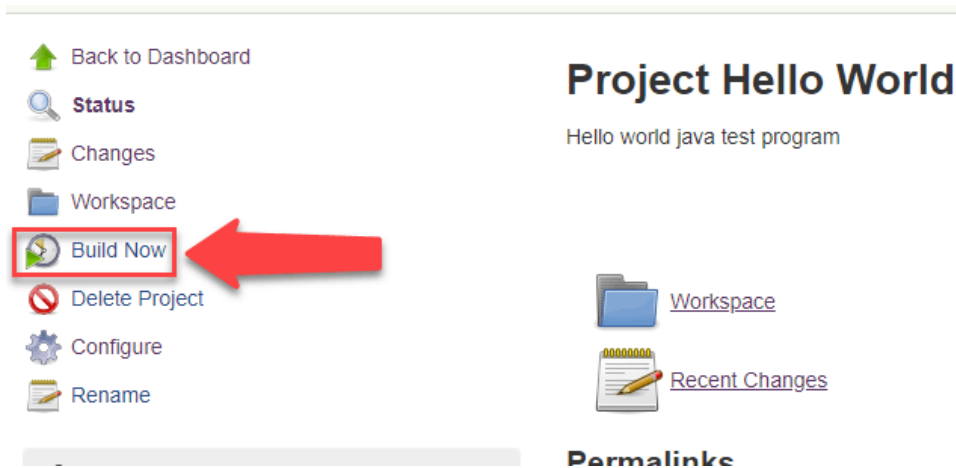 Back to Dashboard
Status
Changes
Workspace
Build Now
Delete Project
Configure
Rename
Project Hello World
Hello world java test program
Workspace
Recent Changes
Permalinks